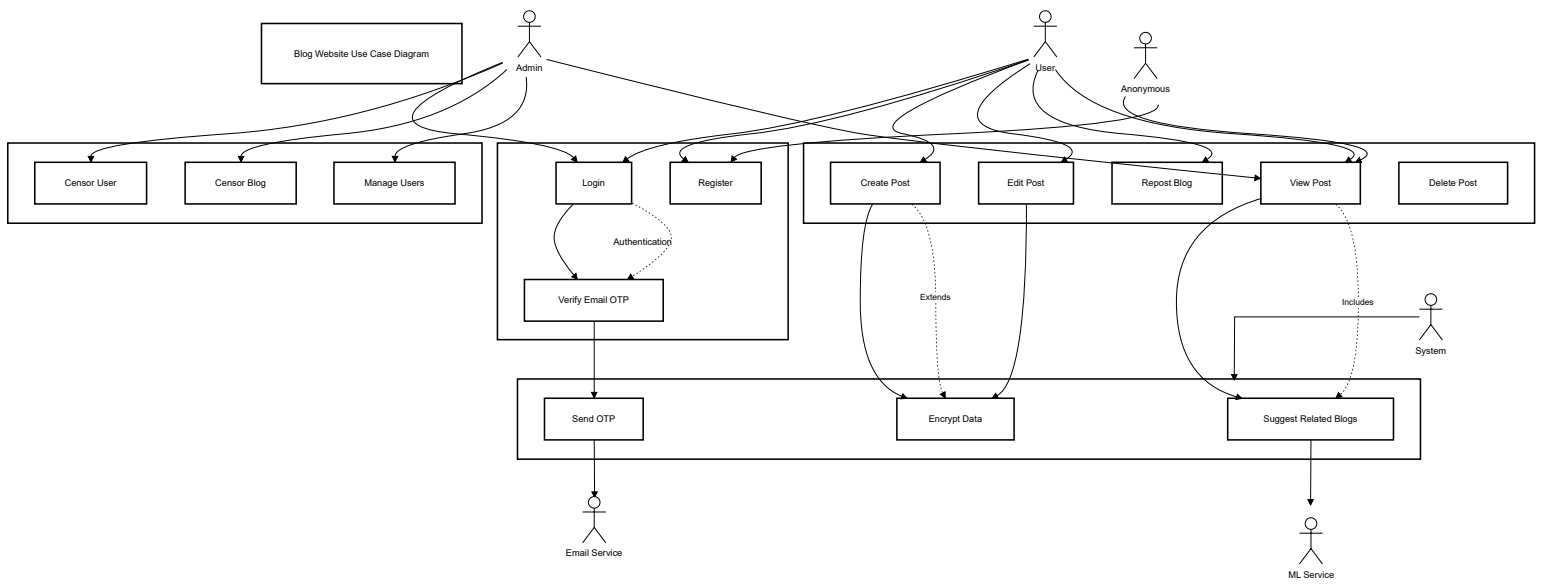 Blog Website Use Case Diagram
Admin
User
Anonymous
Censor User
Censor Blog
Manage Users
Login
Register
Create Post
Edit Post
Repost Blog
View Post
Delete Post
Authentication
Verify Email OTP
Extends
Includes
System
Send OTP
Encrypt Data
Suggest Related Blogs
Email Service
ML Service